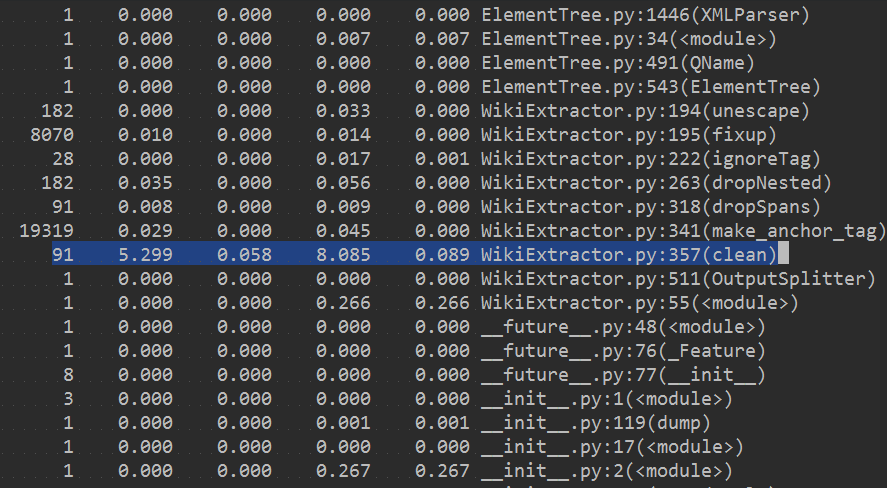 1 0.000 0.000 0.000 0.000 ElementTree.py:1446(XMLParser)
1 0.000 0.000 0.007 0.007 ElementTree.py:34(<module>)
1 0.000 0.000 0.000 0.000 ElementTree.py:491(QName)
1 0.000 0.000 0.000 0.000 ElementTree.py:543(ElementTree)
182 0.000 0.000 0.033 0.000 WikiExtractor.py:194(unescape)
8070 0.010 0.000 0.014 0.000 WikiExtractor.py:195(fixup)
28 0.000 0.000 0.017 0.001 WikiExtractor.py:222(ignoreTag)
182 0.035 0.000 0.056 0.000 WikiExtractor.py:263(dropNested)
91 0.008 0.000 0.009 0.000 WikiExtractor.py:318(dropSpans)
19319 0.029 0.000 0.045 0.000 WikiExtractor.py:341(make_anchor_tag)
91 5.299 0.058 8.085 0.089 WikiExtractor.py:357(clean)
1 0.000 0.000 0.000 0.000 WikiExtractor.py:511(OutputSplitter)
1 0.000 0.000 0.266 0.266 WikiExtractor.py:55(<module>)
1 0.000 0.000 0.000 0.000 __future__.py:48(<module>)
1 0.000 0.000 0.000 0.000 __future__.py:76(_Feature)
8 0.000 0.000 0.000 0.000 __future__.py:77(__init__)
3 0.000 0.000 0.000 0.000 __init__.py:1(<module>)
1 0.000 0.000 0.001 0.001 __init__.py:119(dump)
1 0.000 0.000 0.000 0.000 __init__.py:17(<module>)
1 0.000 0.000 0.267 0.267 __init__.py:2(<module>)